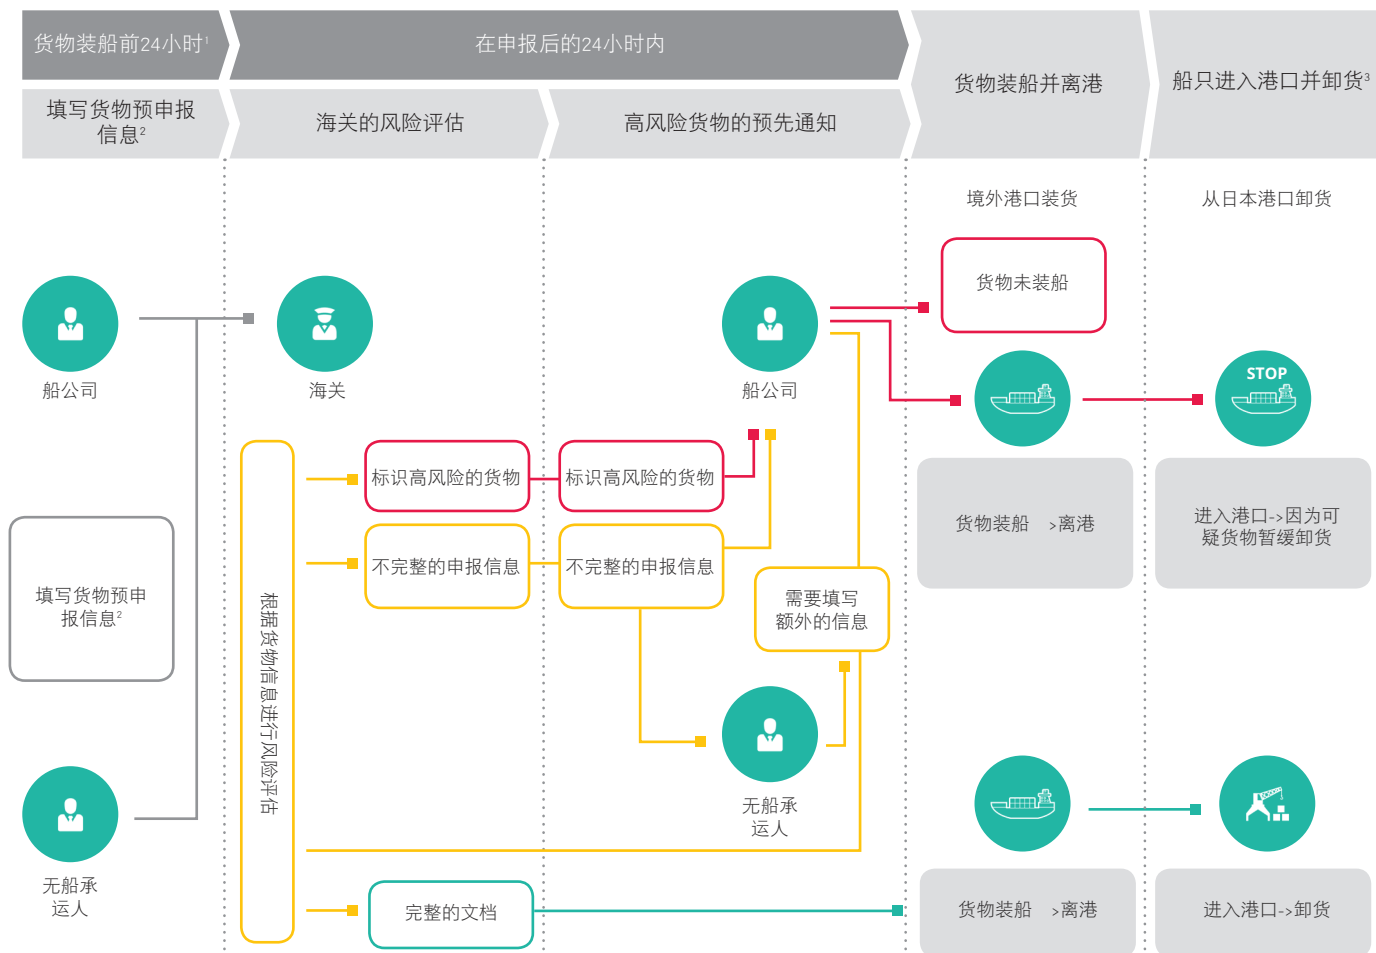 货物装船前24小时¹
在申报后的24小时内
货物装船并离港
船只进入港口并卸货³
填写货物预申报
信息²
海关的风险评估
高风险货物的预先通知
境外港口装货
从日本港口卸货
货物未装船
船公司
海关
船公司
STOP
标识高风险的货物
标识高风险的货物
货物装船 >离港
进入港口->因为可
疑货物暂缓卸货
不完整的申报信息
不完整的申报信息
填写货物预申
报信息²
需要填写
额外的信息
根据货物信息进行风险评估
无船承
运人
无船承
运人
完整的文档
货物装船 >离港
进入港口->卸货